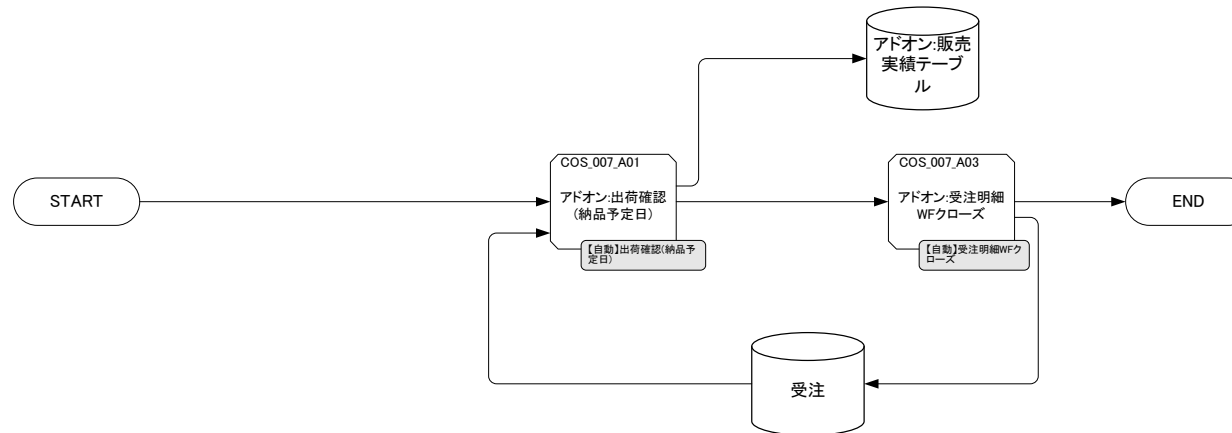 アドオン:販売
実績テーブ
ル
COS_007_A01
アドオン:出荷確認
(納品予定日)
【自動】出荷確認(納品予
定日)
COS_007_A03
アドオン:受注明細
WFクローズ
【自動】受注明細WFク
ローズ
START
END
受注